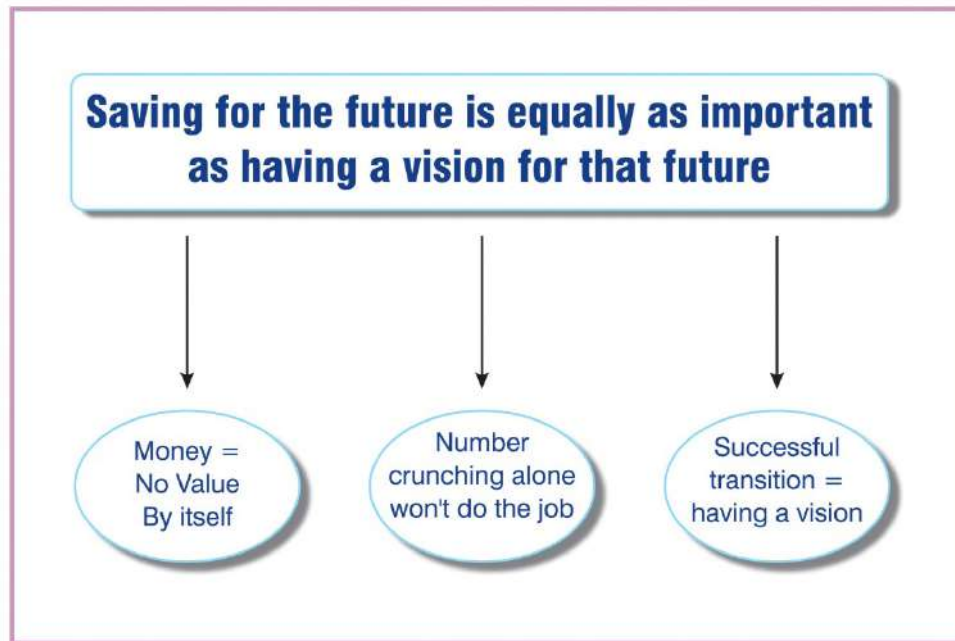 Saving for the future is equally as important
as having a vision for that future
Money =
No Value
By itself
Number
crunching alone
won't do the job
Successful
transition =
having a vision